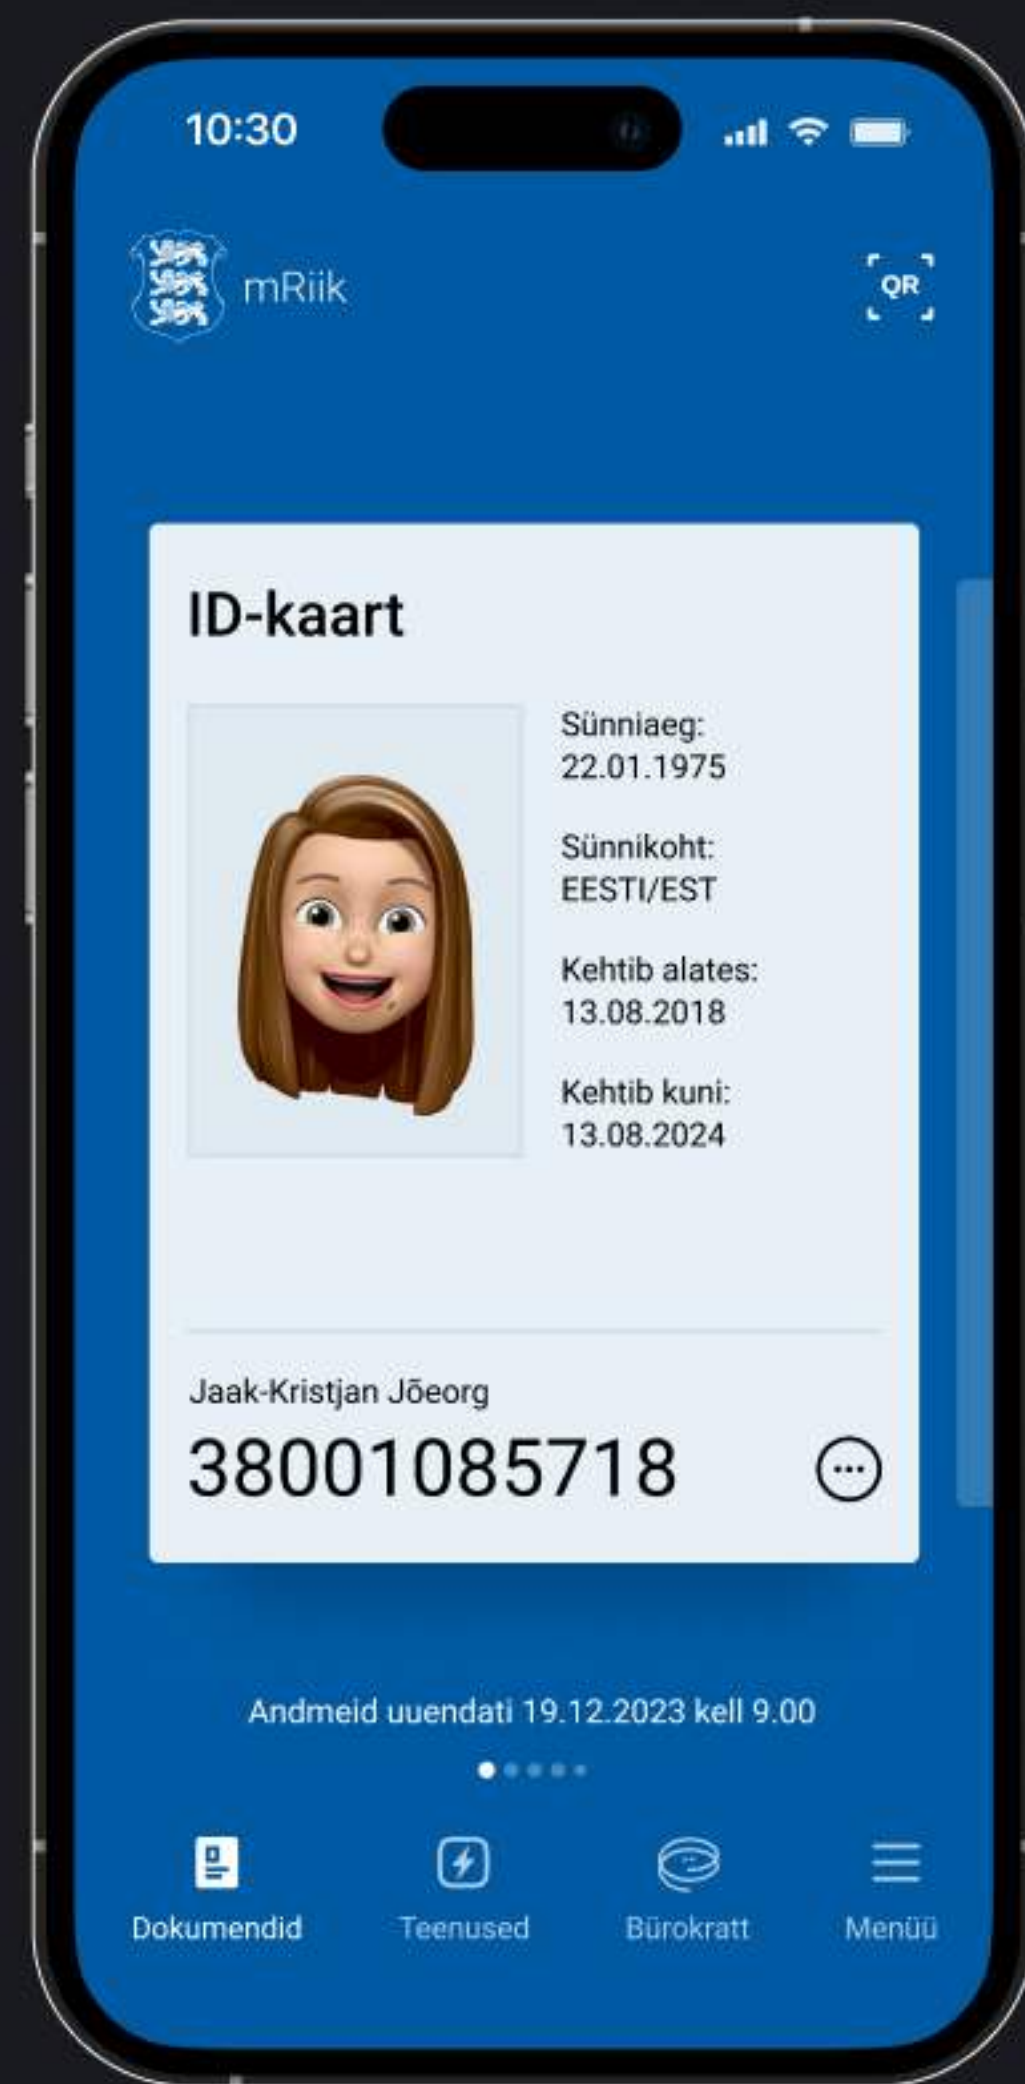 10:30
mRiik
QR
ID-kaart
Sünniaeg:
22.01.1975
Sünnikoht:
EESTI/EST
Kehtib alates:
13.08.2018
Kehtib kuni:
13.08.2024
Jaak-Kristjan Jõeorg
38001085718
Andmeid uuendati 19.12.2023 kell 9.00
Dokumendid
Teenused
Bürokratt
Menüü